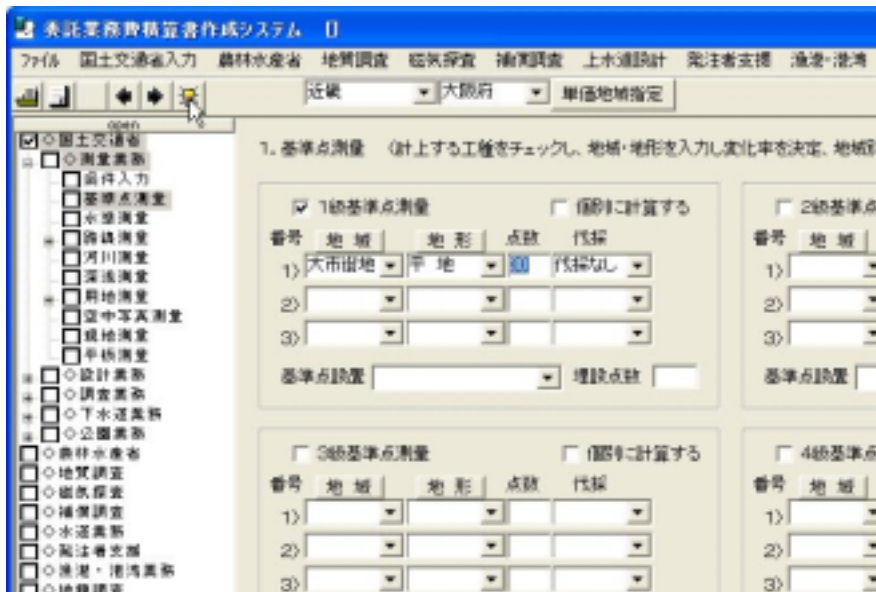 委託業務費積算書作成システム []
ファイル 国土交通省入力 農林水産省 地質調査 磁気探査 補償調査 上水道設計 発注者支援 漁港・港湾
近畿 大阪府 単価地域指定
open
◇国土交通省
◇測量業務
条件入力
基準点測量
水準測量
路線測量
河川測量
深浅測量
用地測量
空中写真測量
現地測量
平板測量
◇設計業務
◇調査業務
◇下水道業務
◇公園業務
◇農林水産省
◇地質調査
◇磁気探査
◇補償調査
◇水道業務
◇発注者支援
◇漁港・港湾業務
1. 基準点測量 (計上する工種をチェックし、地域・地形を入力し変化率を決定、地域別
1級基準点測量 個別に計算する
番号 地 域 地 形 点数 伐採
1) 大市街地 平 地 伐採なし
2)
3)
基準点設置 埋設点数
2級基準点
番号 地 域
1)
2)
3)
基準点設置
3級基準点測量 個別に計算する
番号 地 域 地 形 点数 伐採
1)
2)
3)
4級基準点
番号 地 域
1)
2)
3)